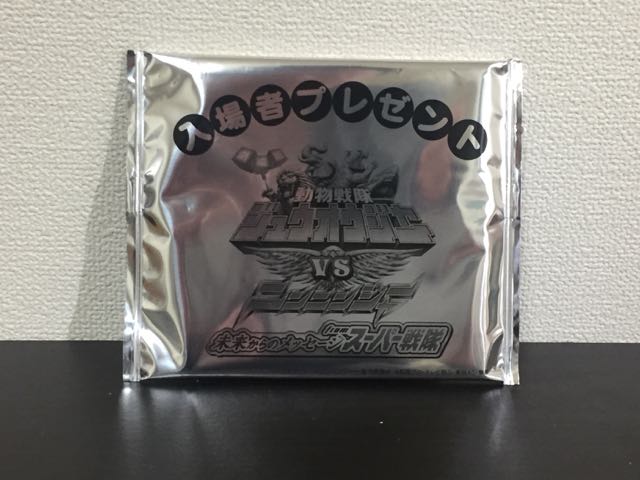 入場者プレゼント
動物戦隊
ジュウオウジャー
VS
ニンニンジャー
未来からのメッセージ from スーパー戦隊